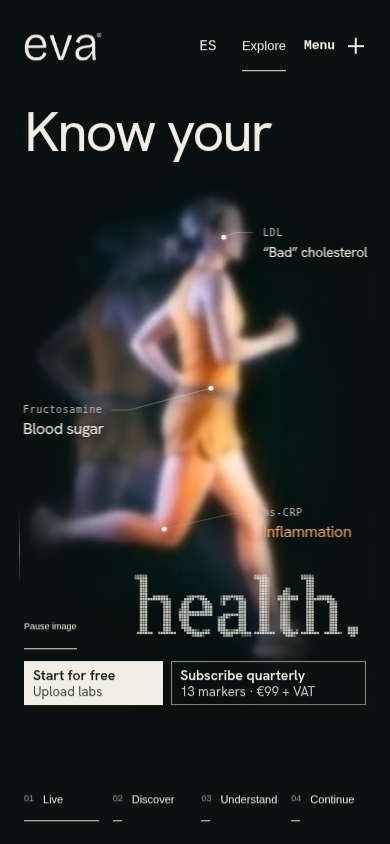 eva®
ES
Explore
Menu
Know your
LDL
“Bad” cholesterol
Fructosamine
Blood sugar
hs-CRP
Inflammation
health.
Pause image
Start for free
Upload labs
Subscribe quarterly
13 markers · €99 + VAT
01 Live
02 Discover
03 Understand
04 Continue